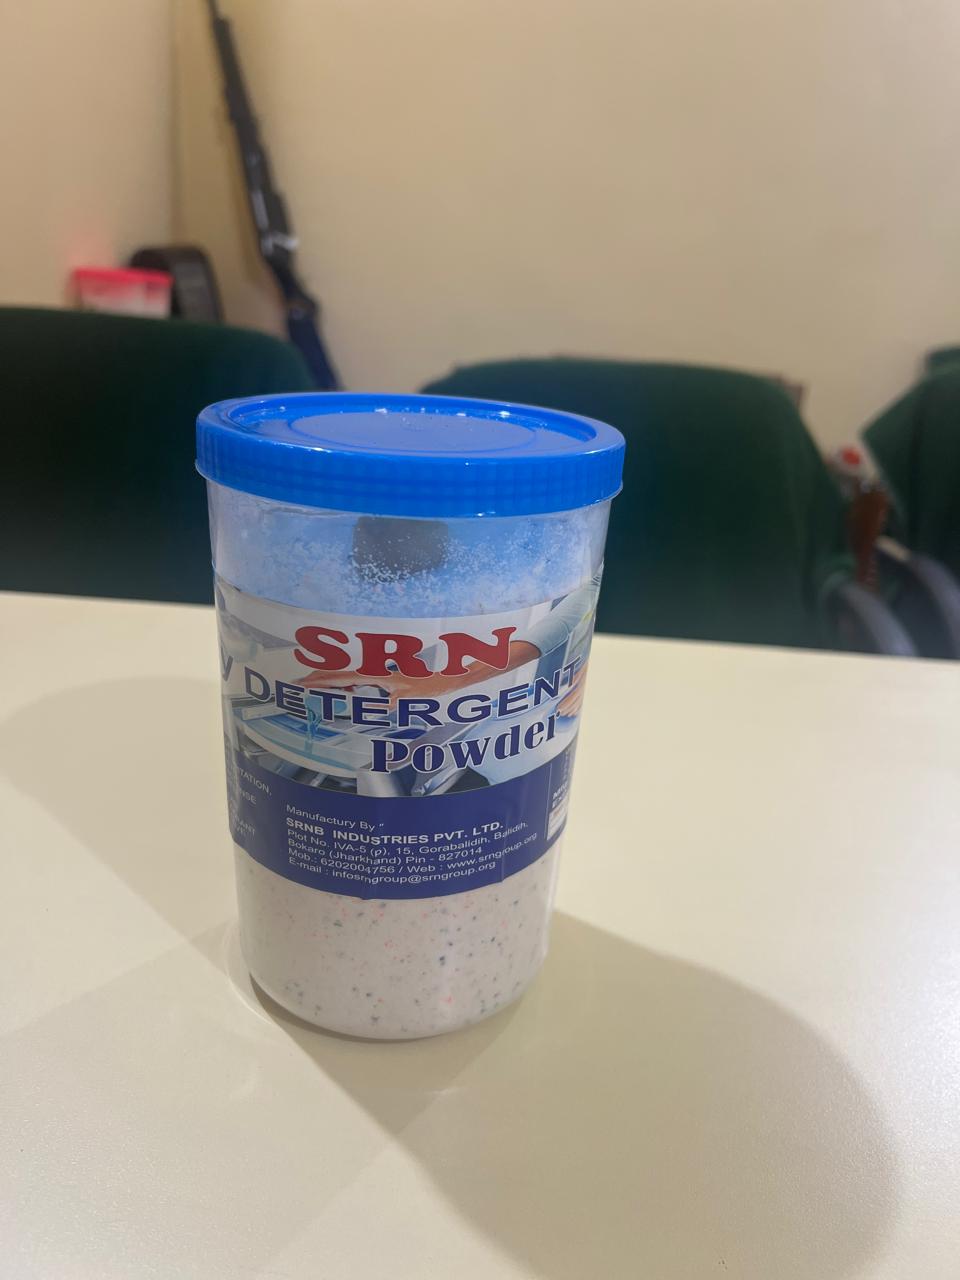 SRN
DETERGENT
Powder
Manufactury By "
SRNB INDUSTRIES PVT. LTD.
Plot No. IVA-5 (p), 15, Gorabalidih, Balidih,
Bokaro (Jharkhand) Pin - 827014
Mob.: 6202004756 / Web : www.srngroup.org
E-mail : infosrngroup@srngroup.org